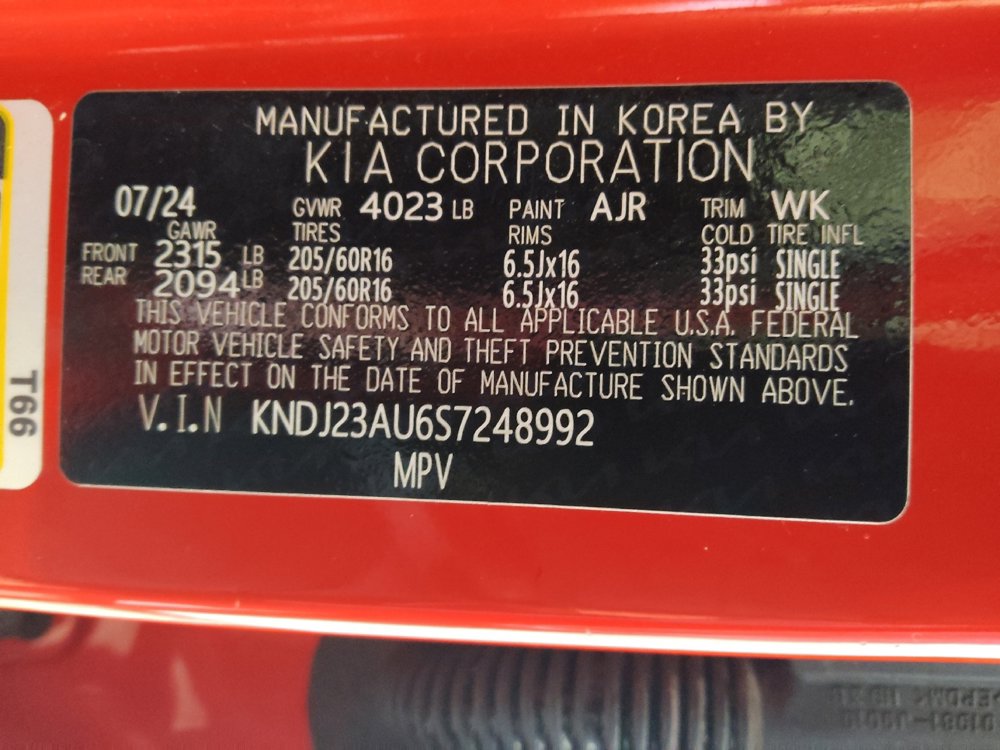 MANUFACTURED IN KOREA BY
KIA CORPORATION
07/24 GVWR 4023 LB PAINT AJR TRIM WK
GAWR TIRES RIMS COLD TIRE INFL
FRONT 2315 LB 205/60R16 6.5Jx16 33psi SINGLE
REAR 2094 LB 205/60R16 6.5Jx16 33psi SINGLE
THIS VEHICLE CONFORMS TO ALL APPLICABLE U.S.A. FEDERAL
MOTOR VEHICLE SAFETY AND THEFT PREVENTION STANDARDS
IN EFFECT ON THE DATE OF MANUFACTURE SHOWN ABOVE.
V.I.N KNDJ23AU6S7248992
MPV
T66